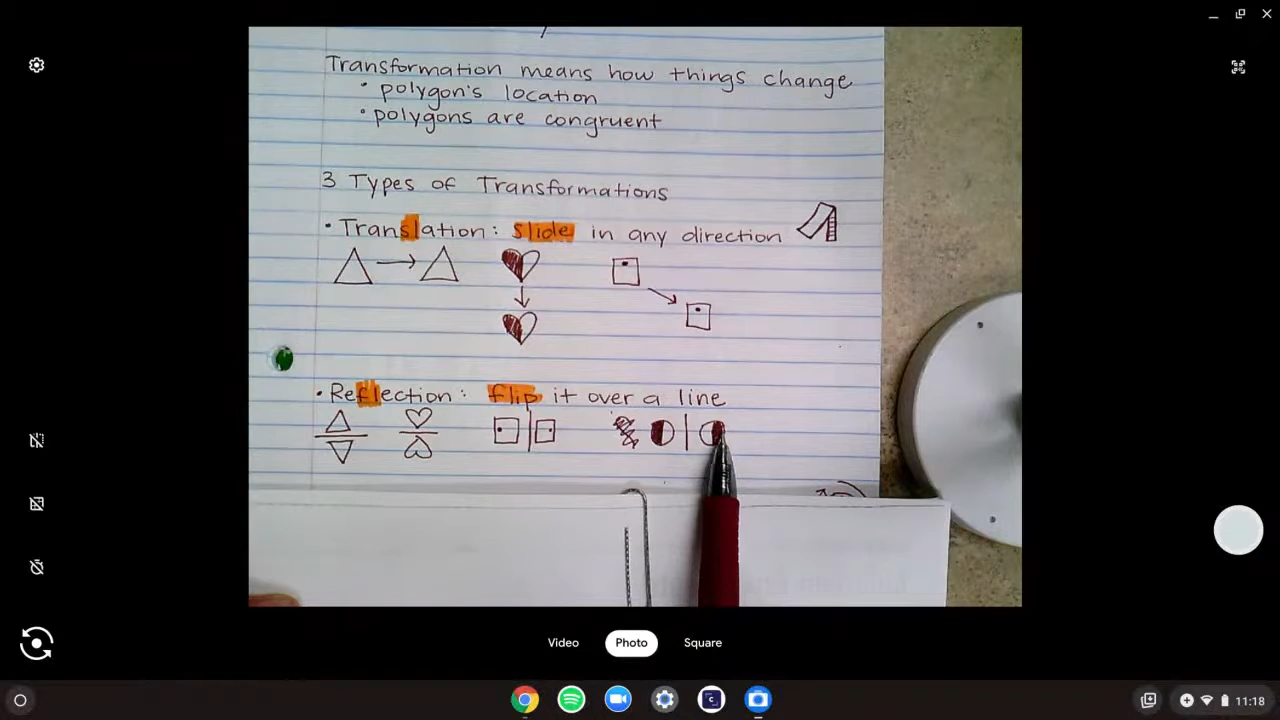 Transformation means how things change
• polygon's location
• polygons are congruent
3 Types of Transformations
• Translation: slide in any direction
• Reflection: flip it over a line
Video Photo Square
11:18